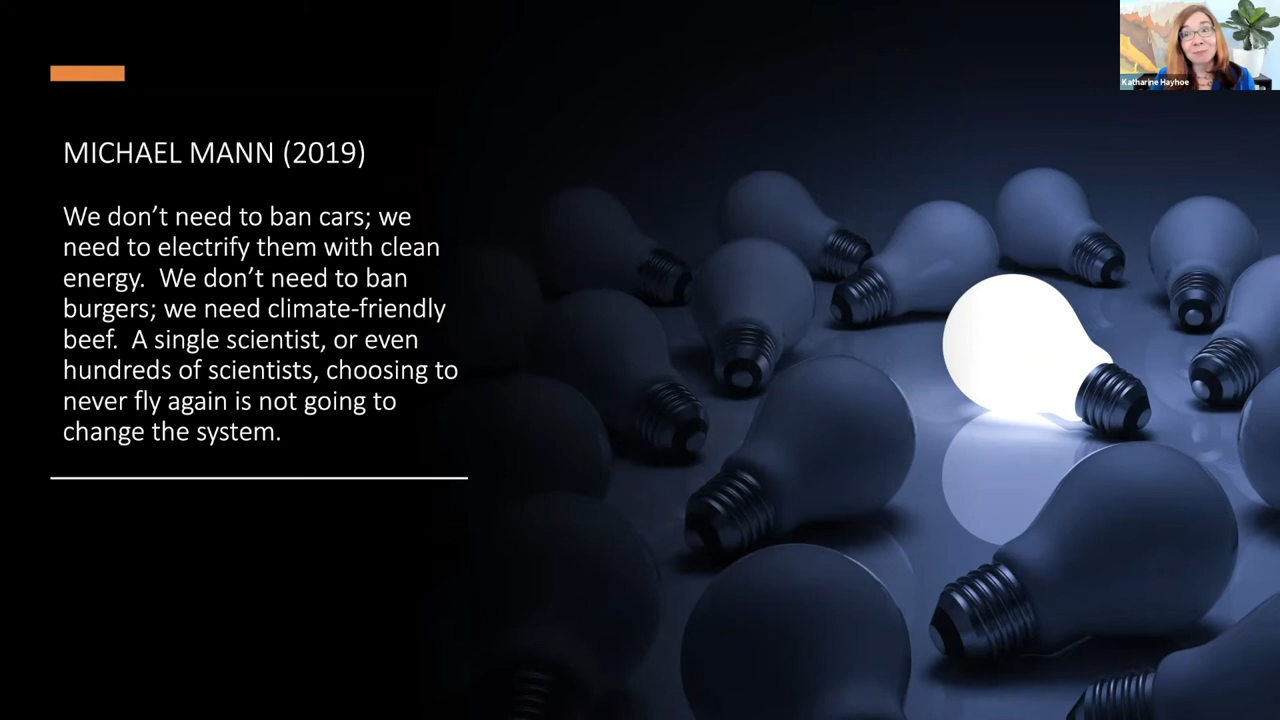 Katharine Hayhoe
MICHAEL MANN (2019)
We don’t need to ban cars; we
need to electrify them with clean
energy.  We don’t need to ban
burgers; we need climate-friendly
beef.  A single scientist, or even
hundreds of scientists, choosing to
never fly again is not going to
change the system.